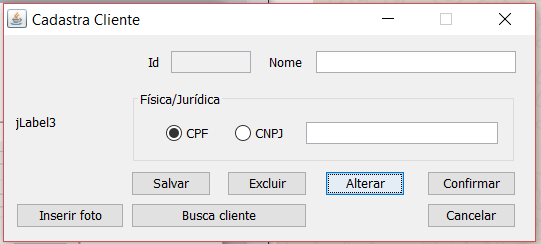 Cadastra Cliente
Id Nome
Física/Jurídica
jLabel3
CPF CNPJ
Salvar Excluir Alterar Confirmar
Inserir foto Busca cliente Cancelar